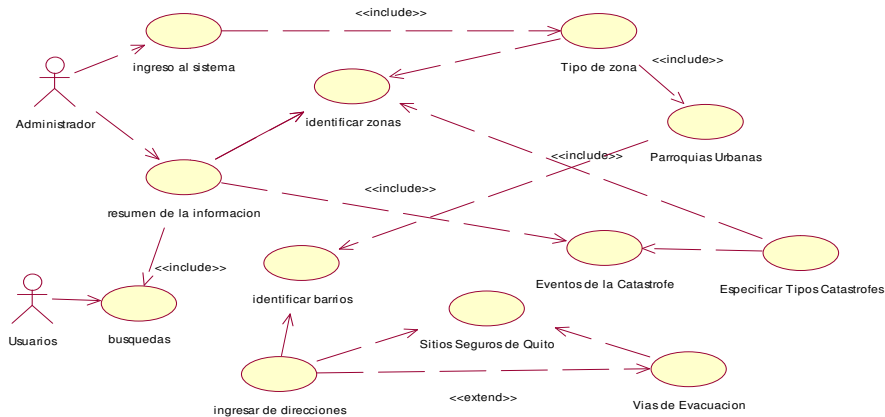 <<include>>
ingreso al sistema
Tipo de zona
<<include>>
Administrador
identificar zonas
<<include>>
Parroquias Urbanas
<<include>>
resumen de la informacion
<<include>>
identificar barrios
Eventos de la Catastrofe
Especificar Tipos Catastrofes
Usuarios
busquedas
Sitios Seguros de Quito
ingresar de direcciones
<<extend>>
Vias de Evacuacion